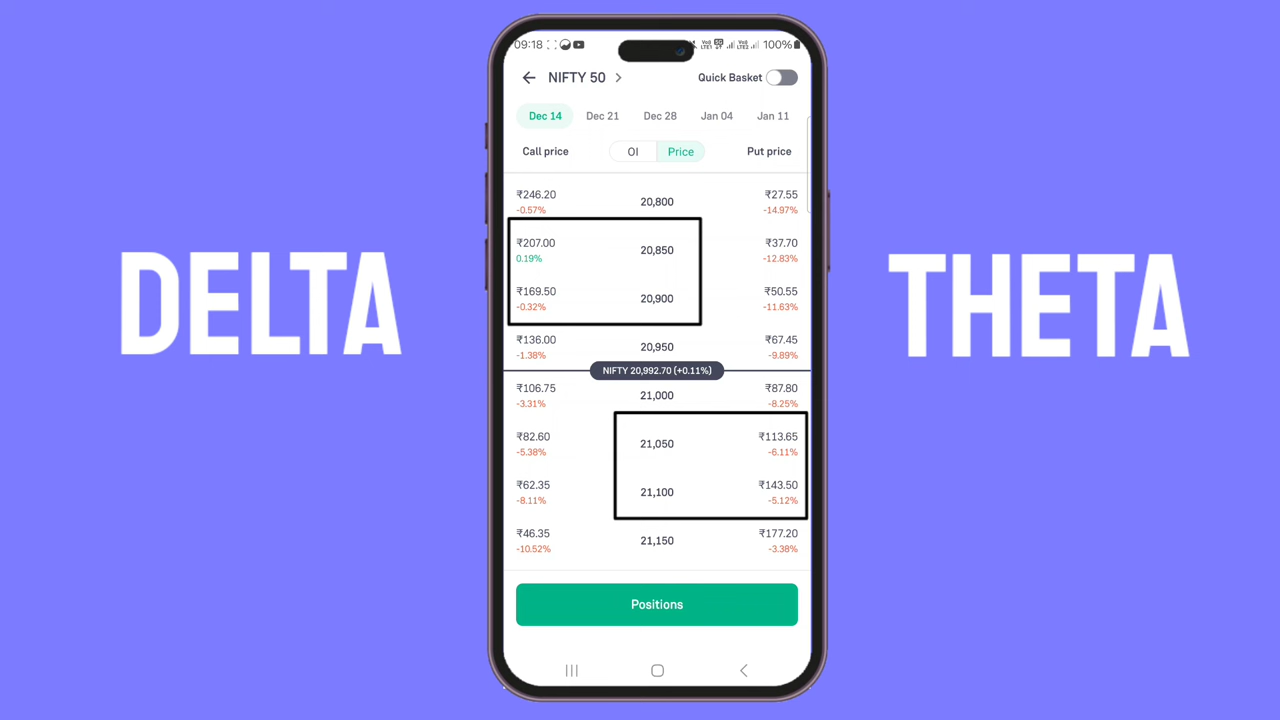 09:18 100%
NIFTY 50 Quick Basket
Dec 14 Dec 21 Dec 28 Jan 04 Jan 11
Call price OI Price Put price
₹246.20 20,800 ₹27.55
-0.57% -14.97%
₹207.00 20,850 ₹37.70
0.19% -12.83%
₹169.50 20,900 ₹50.55
-0.32% -11.63%
₹136.00 20,950 ₹67.45
-1.38% -9.89%
NIFTY 20,992.70 (+0.11%)
₹106.75 21,000 ₹87.80
-3.31% -8.25%
₹82.60 21,050 ₹113.65
-5.38% -6.11%
₹62.35 21,100 ₹143.50
-8.11% -5.12%
₹46.35 21,150 ₹177.20
-10.52% -3.38%
Positions
DELTA
THETA